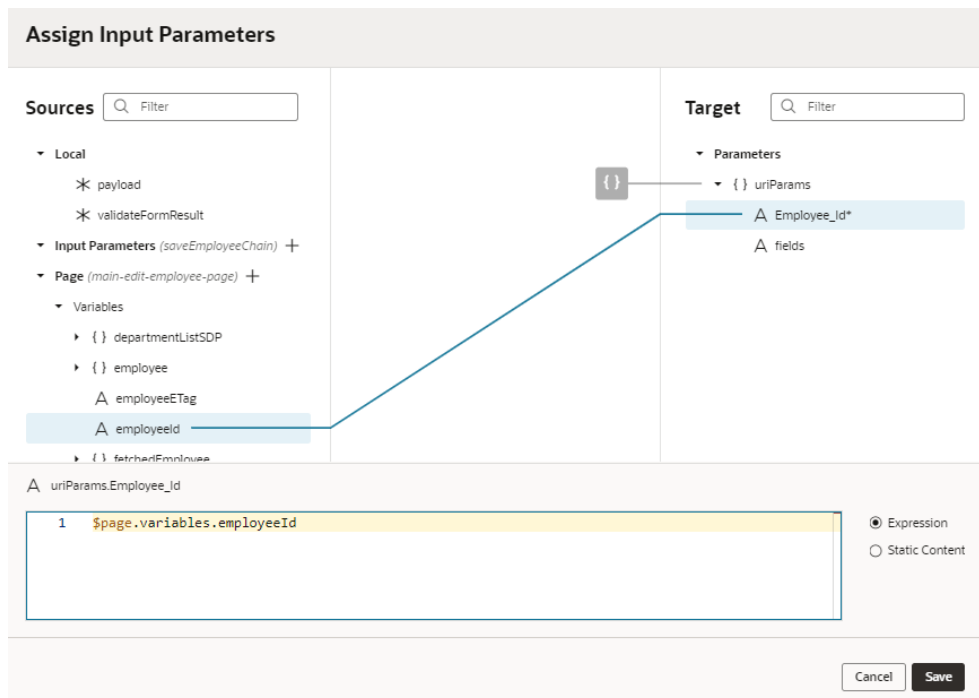 Assign Input Parameters
Sources
Filter
Local
payload
validateFormResult
Input Parameters (saveEmployeeChain)
Page (main-edit-employee-page)
Variables
{ } departmentListSDP
{ } employee
A employeeETag
A employeeId
{ } fetchedEmployee
{ }
Target
Filter
Parameters
{ } uriParams
A Employee_Id*
A fields
A uriParams.Employee_Id
1 $page.variables.employeeId
Expression
Static Content
Cancel
Save